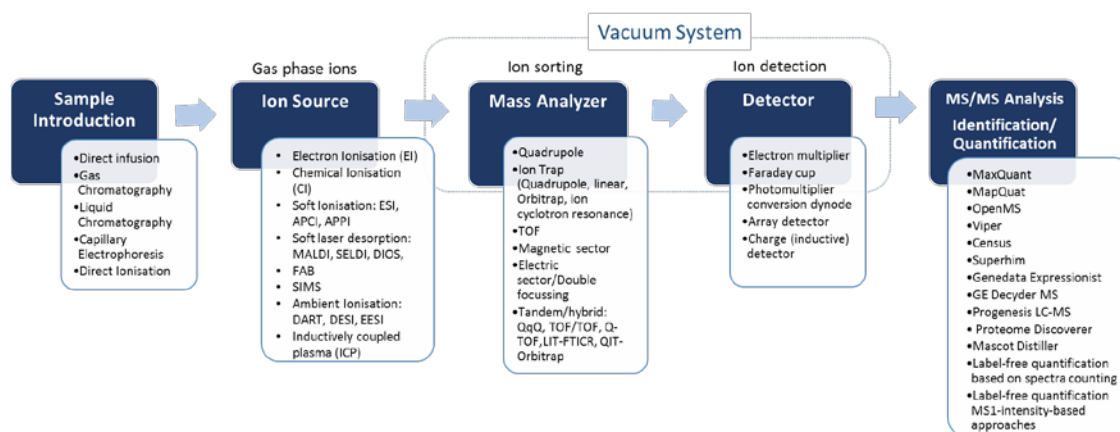 Vacuum System
Gas phase ions
Ion sorting
Ion detection
Sample
Introduction
•Direct infusion
•Gas
Chromatography
•Liquid
Chromatography
•Capillary
Electrophoresis
•Direct Ionisation
Ion Source
• Electron Ionisation (EI)
• Chemical Ionisation
(CI)
• Soft Ionisation: ESI,
APCI, APPI
• Soft laser desorption:
MALDI, SELDI, DIOS,
• FAB
• SIMS
• Ambient Ionisation:
DART, DESI, EESI
• Inductively coupled
plasma (ICP)
Mass Analyzer
•Quadrupole
•Ion Trap
(Quadrupole, linear,
Orbitrap, ion
cyclotron resonance)
•TOF
•Magnetic sector
•Electric
sector/Double
focussing
•Tandem/hybrid:
QqQ, TOF/TOF, Q-
TOF,LIT-FTICR, QIT-
Orbitrap
Detector
•Electron multiplier
•Faraday cup
•Photomultiplier
conversion dynode
•Array detector
•Charge (inductive)
detector
MS/MS Analysis
Identification/
Quantification
•MaxQuant
•MapQuat
•OpenMS
•Viper
•Census
•Superhim
•Genedata Expressionist
•GE Decyder MS
•Progenesis LC-MS
• Proteome Discoverer
•Mascot Distiller
•Label-free quantification
based on spectra counting
•Label-free quantification
MS1-intensity-based
approaches